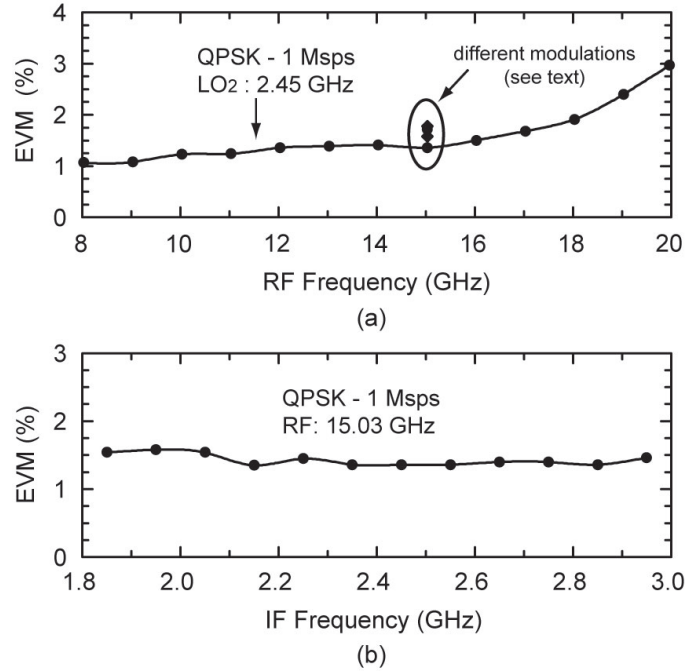 4
3
2
1
0
EVM (%)
QPSK - 1 Msps
LO2 : 2.45 GHz
different modulations
(see text)
8 10 12 14 16 18 20
RF Frequency (GHz)
(a)
3
2
1
0
EVM (%)
QPSK - 1 Msps
RF: 15.03 GHz
1.8 2.0 2.2 2.4 2.6 2.8 3.0
IF Frequency (GHz)
(b)